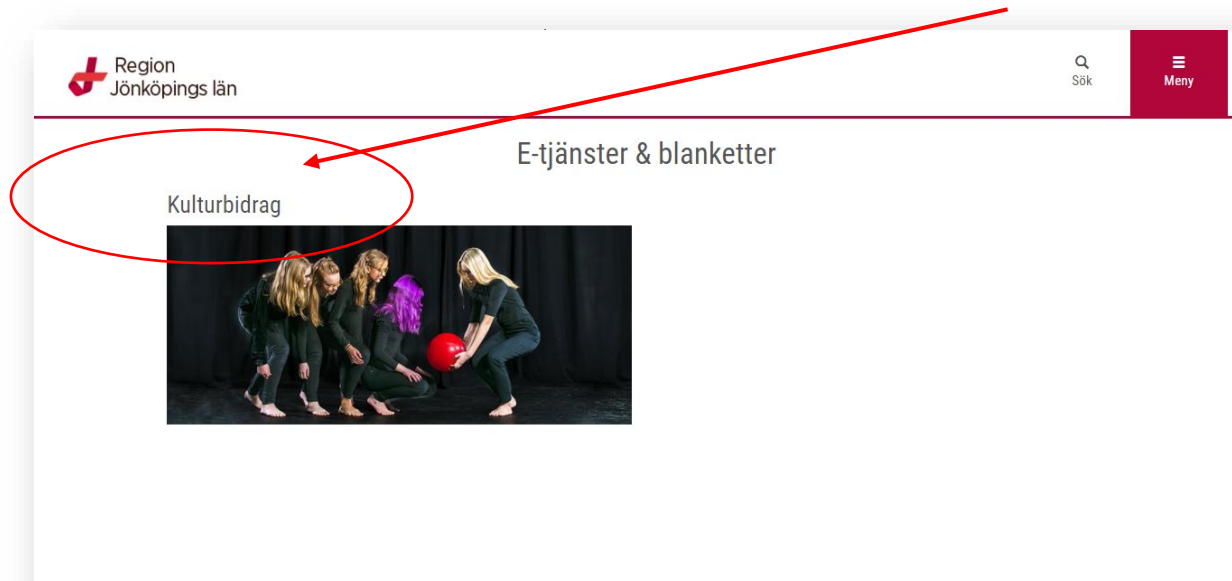 Region
Jönköpings län
Sök
Meny
E-tjänster & blanketter
Kulturbidrag